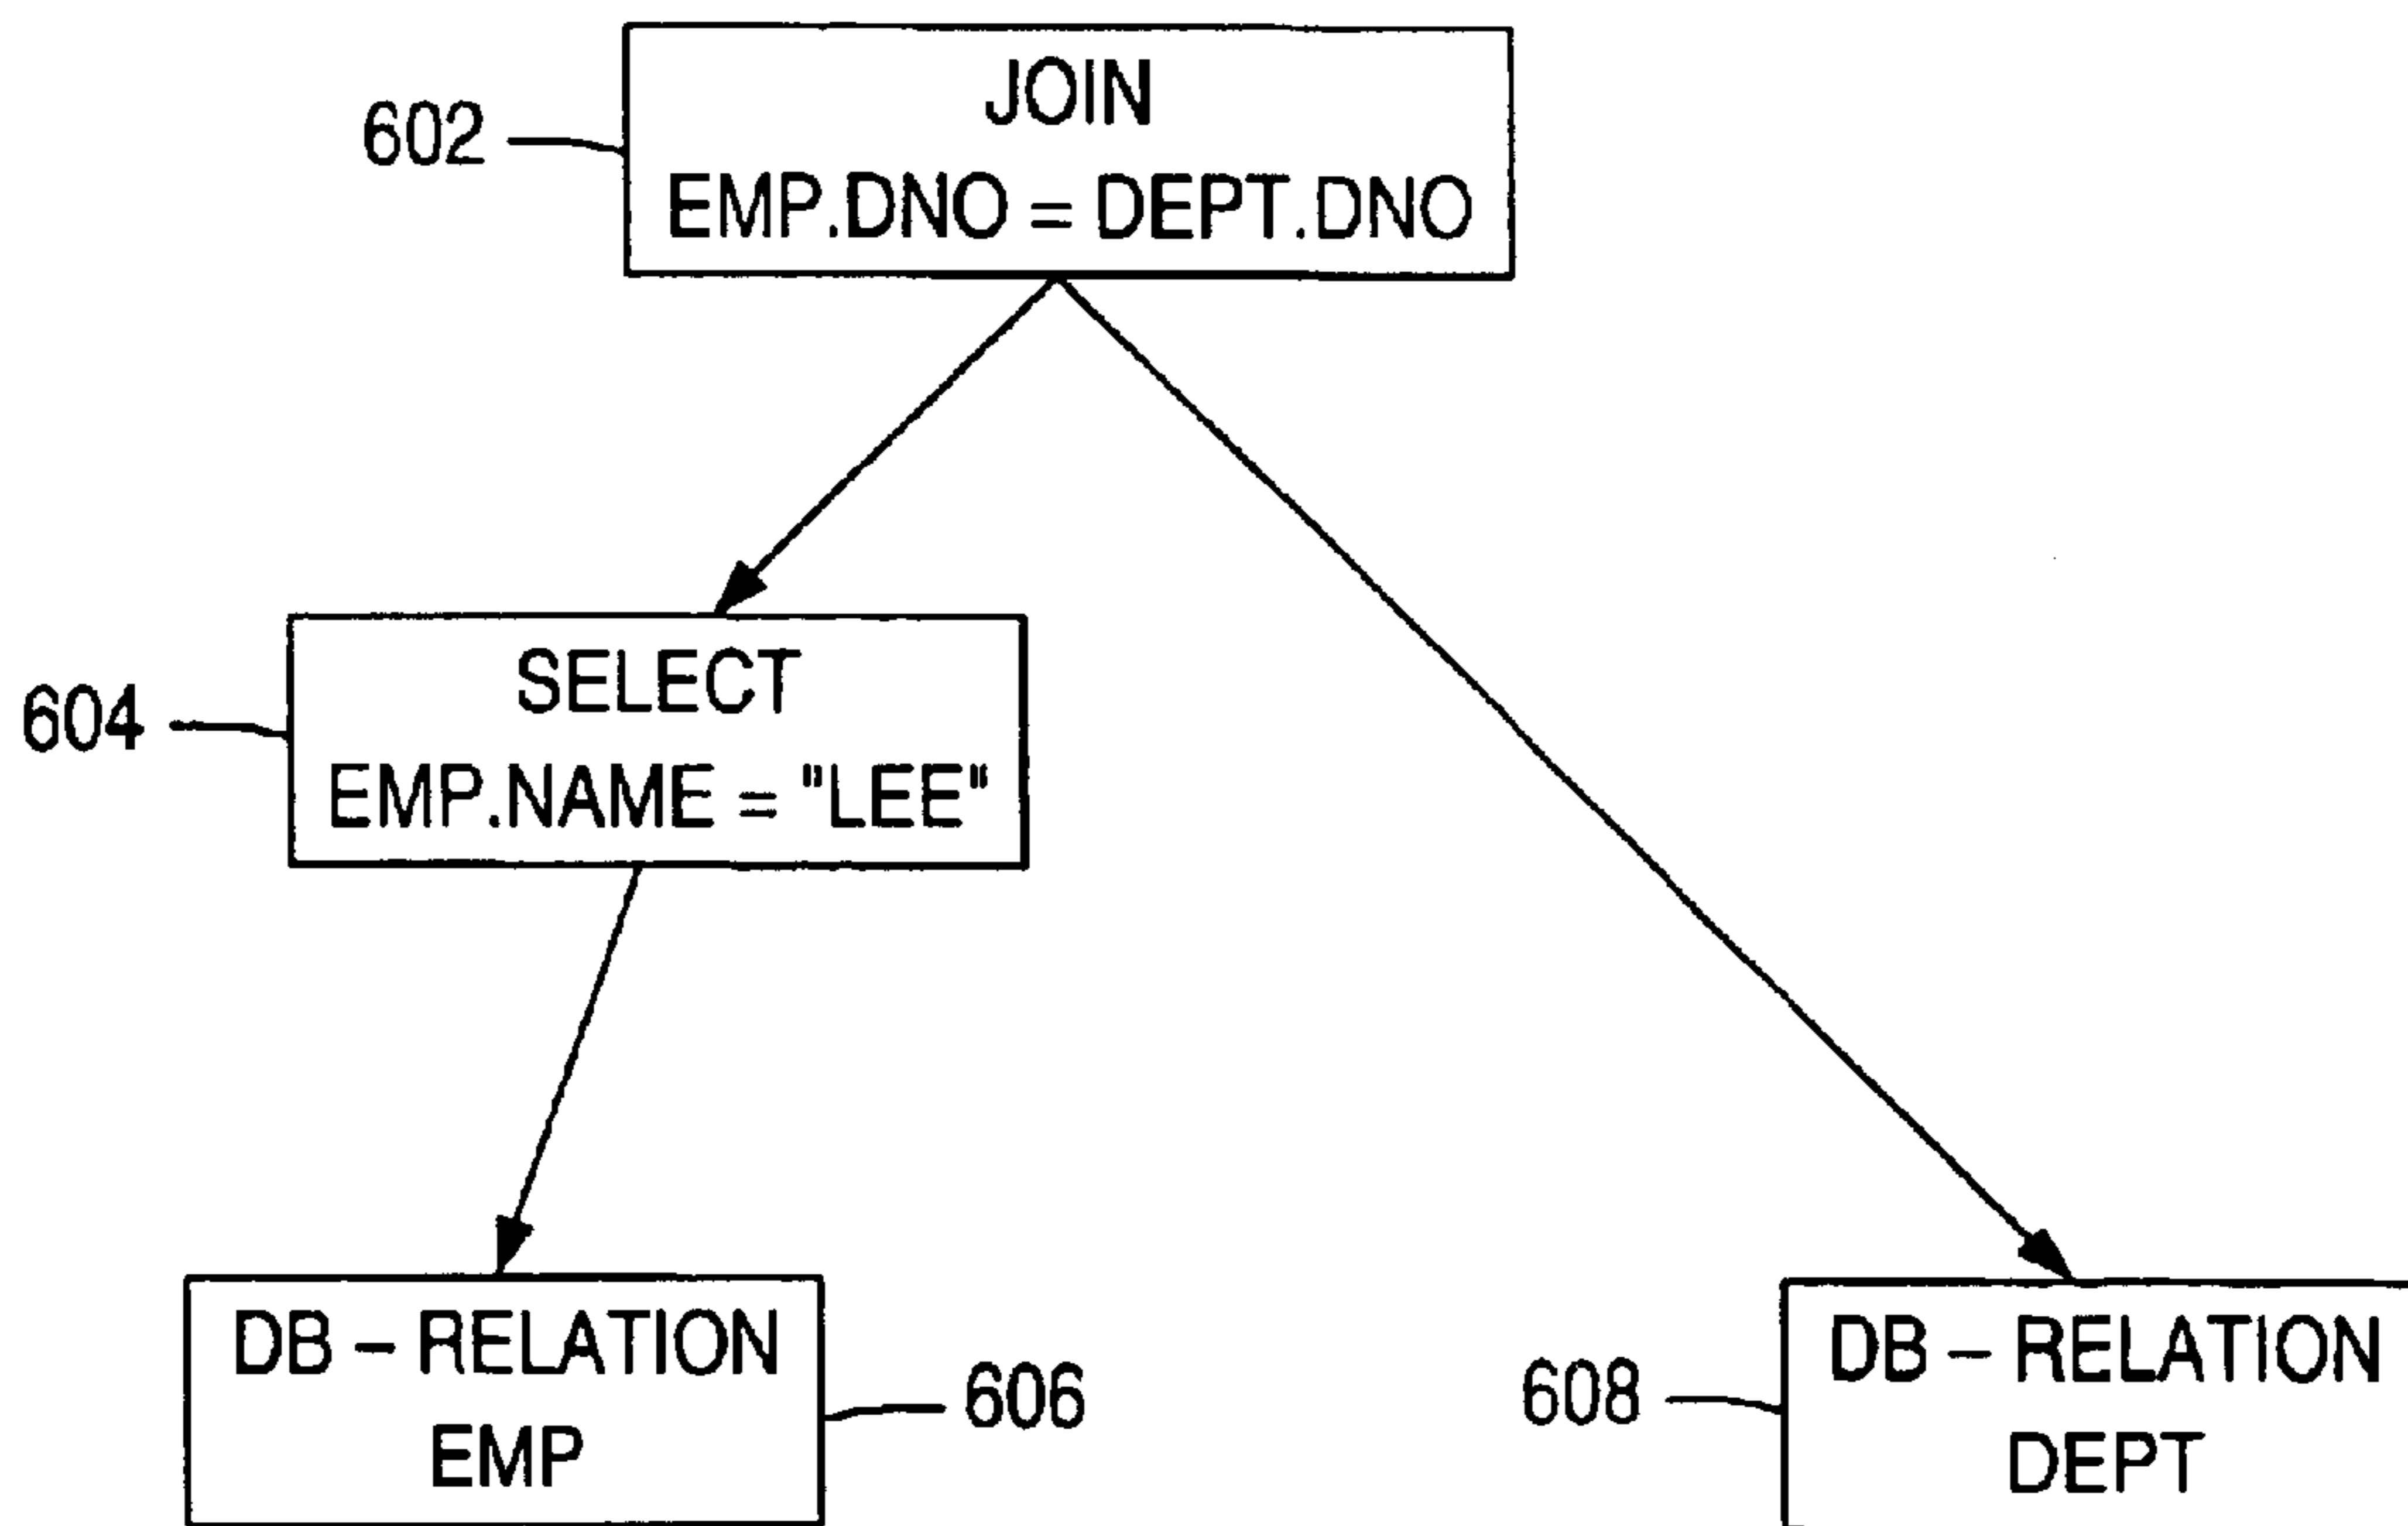 JOIN
602
EMP.DNO = DEPT.DNO
SELECT
604
EMP.NAME = "LEE"
DB – RELATION
EMP
606
608
DB – RELATION
DEPT